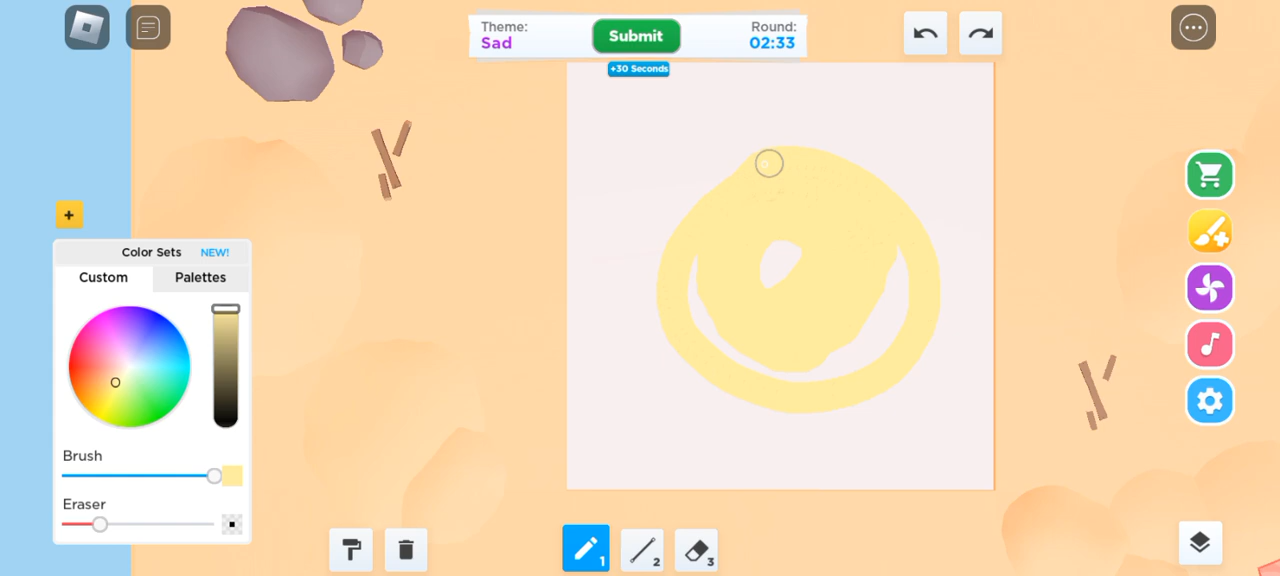 Theme:
Sad
Submit
Round:
02:33
+30 Seconds
+
Color Sets NEW!
Custom
Palettes
Brush
Eraser
1
2
3